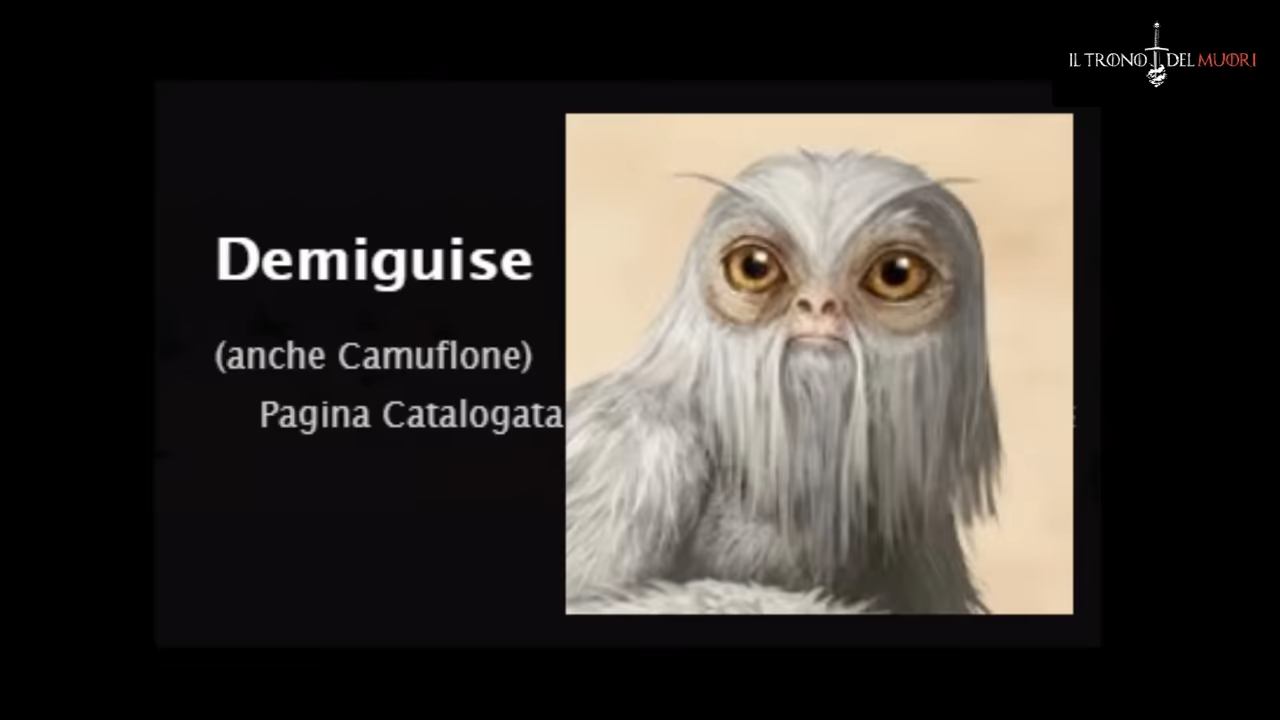 IL TRONO DEL MUORI
Demiguise
(anche Camuflone)
Pagina Catalogata